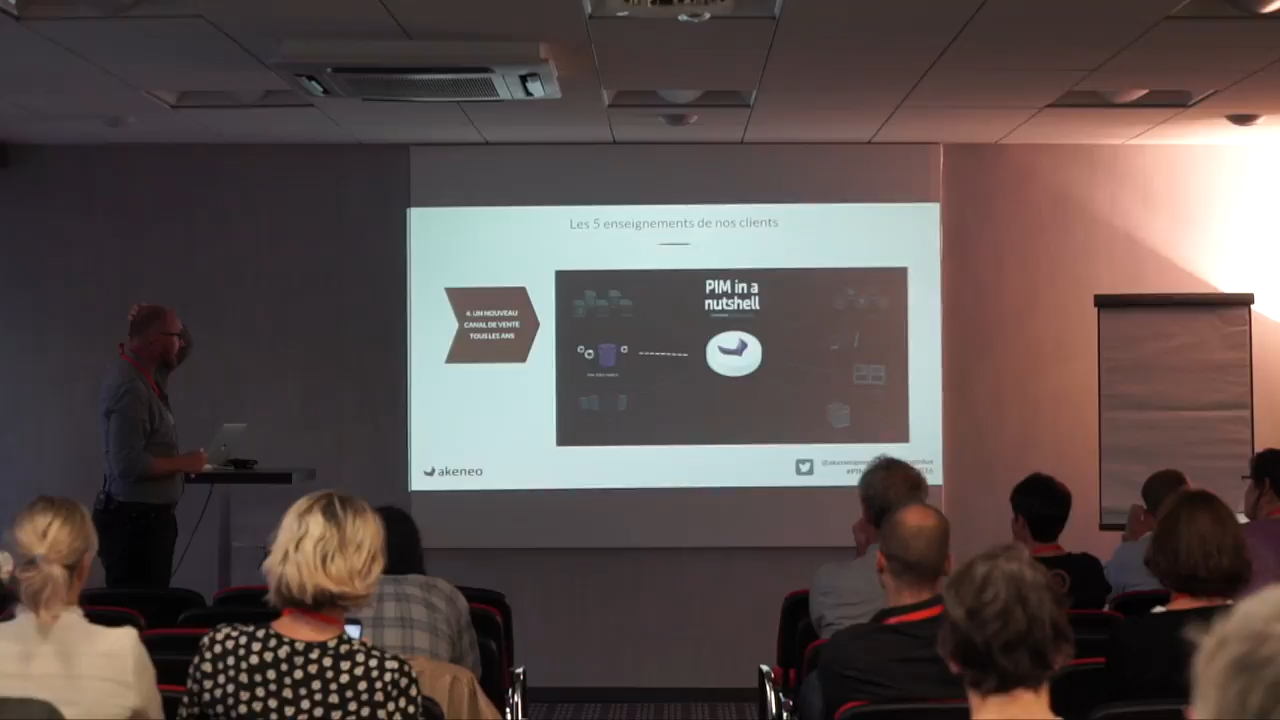 Les 5 enseignements de nos clients
4. UN NOUVEAU
CANAL DE VENTE
TOUS LES ANS
PIM in a
nutshell
akeneo